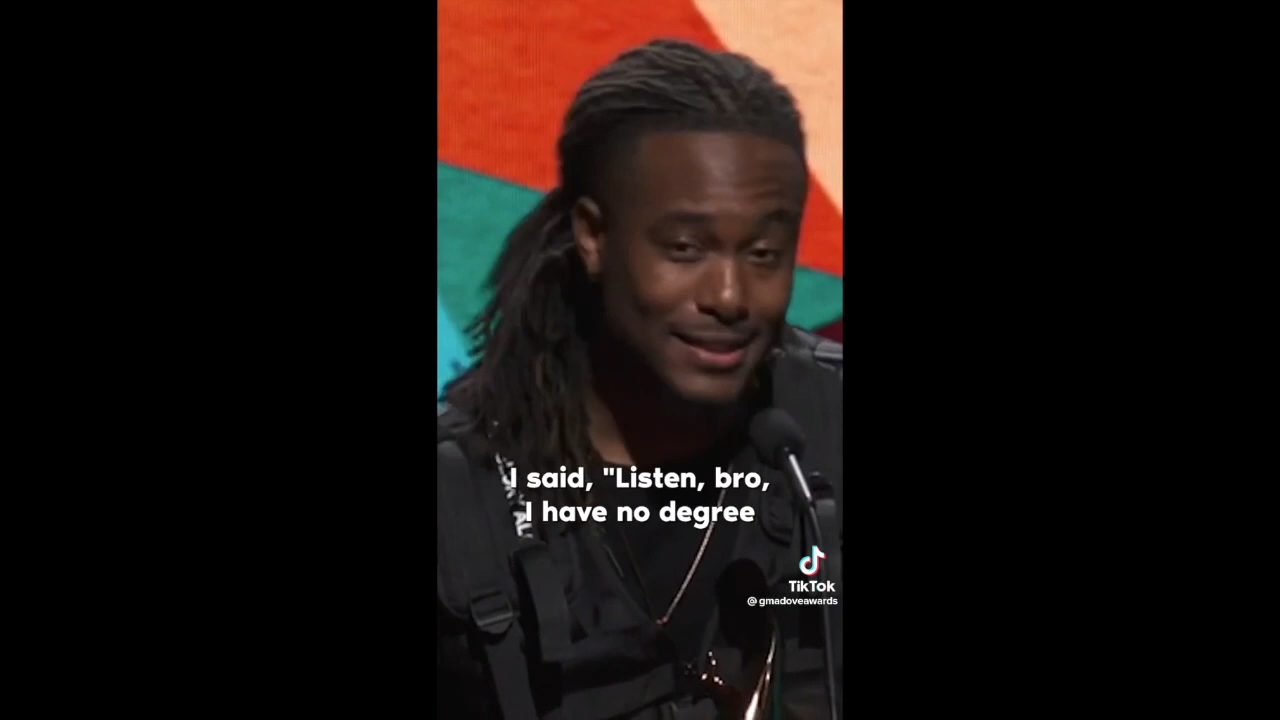 I said, "Listen, bro,
I have no degree
TikTok
@ gmadoveawards